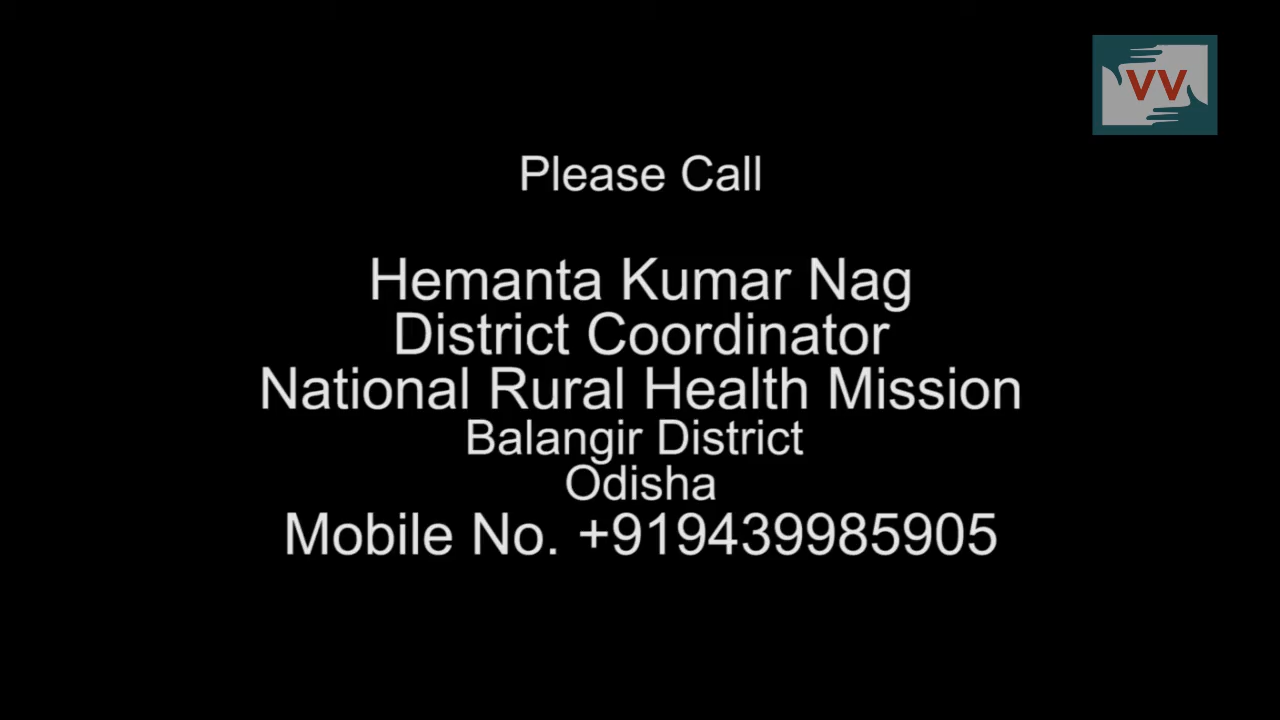 VV
Please Call
Hemanta Kumar Nag
District Coordinator
National Rural Health Mission
Balangir District
Odisha
Mobile No. +919439985905